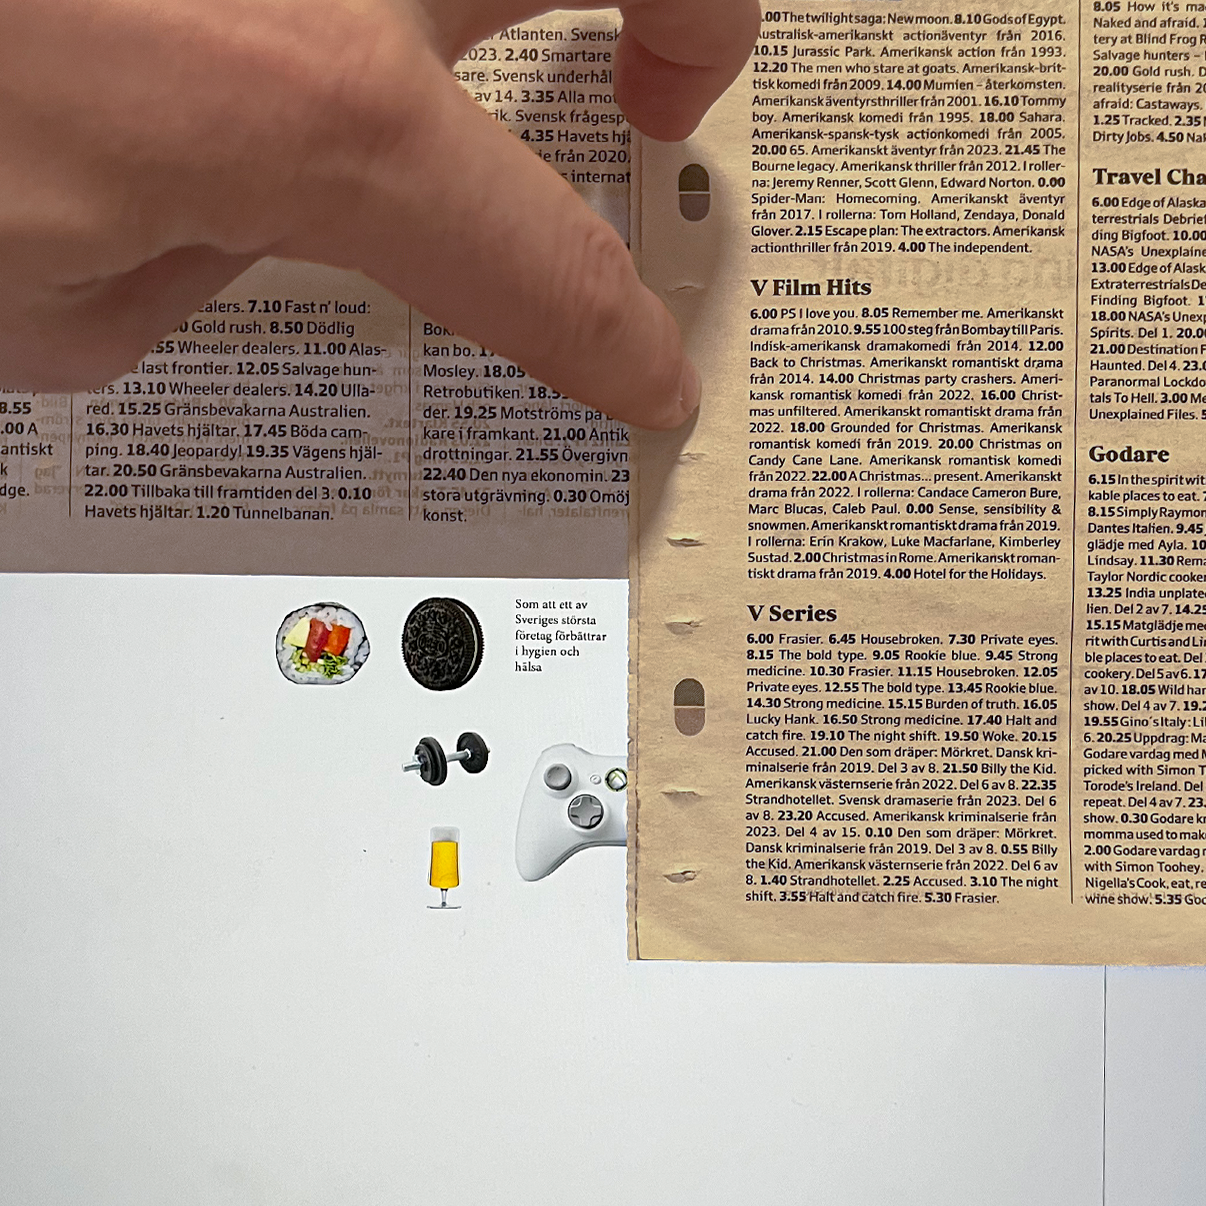 Atlanten. Svensk
2023. 2.40 Smartare
Svensk underhål
av 14. 3.35 Alla mot
Svensk frågesp
4.35 Havets hjä
från 2020.
internat
7.10 Fast n’ loud:
Gold rush. 8.50 Dödlig
.55 Wheeler dealers. 11.00 Alas-
last frontier. 12.05 Salvage hun-
ters. 13.10 Wheeler dealers. 14.20 Ulla-
red. 15.25 Gränsbevakarna Australien.
16.30 Havets hjältar. 17.45 Böda cam-
ping. 18.40 Jeopardy! 19.35 Vägens hjäl-
tar. 20.50 Gränsbevakarna Australien.
22.00 Tillbaka till framtiden del 3. 0.10
Havets hjältar. 1.20 Tunnelbanan.
8.55
.00 A
antiskt
k
dge.
kan bo.
Mosley. 18.05
Retrobutiken. 18.5
der. 19.25 Motströms på
kare i framkant. 21.00 Antik
drottningar. 21.55 Övergivn
22.40 Den nya ekonomin. 23
stora utgrävning. 0.30 Omöj
konst.
Som att ett av
Sveriges största
företag förbättrar
i hygien och
hälsa
.00 The twilight saga: New moon. 8.10 Gods of Egypt.
Australisk-amerikanskt actionäventyr från 2016.
10.15 Jurassic Park. Amerikansk action från 1993.
12.20 The men who stare at goats. Amerikansk-brit-
tisk komedi från 2009. 14.00 Mumien – återkomsten.
Amerikansk äventyrsthriller från 2001. 16.10 Tommy
boy. Amerikansk komedi från 1995. 18.00 Sahara.
Amerikansk-spansk-tysk actionkomedi från 2005.
20.00 65. Amerikanskt äventyr från 2023. 21.45 The
Bourne legacy. Amerikansk thriller från 2012. I roller-
na: Jeremy Renner, Scott Glenn, Edward Norton. 0.00
Spider-Man: Homecoming. Amerikanskt äventyr
från 2017. I rollerna: Tom Holland, Zendaya, Donald
Glover. 2.15 Escape plan: The extractors. Amerikansk
actionthriller från 2019. 4.00 The independent.
V Film Hits
6.00 PS I love you. 8.05 Remember me. Amerikanskt
drama från 2010. 9.55 100 steg från Bombay till Paris.
Indisk-amerikansk dramakomedi från 2014. 12.00
Back to Christmas. Amerikanskt romantiskt drama
från 2014. 14.00 Christmas party crashers. Ameri-
kansk romantisk komedi från 2022. 16.00 Christ-
mas unfiltered. Amerikanskt romantiskt drama från
2022. 18.00 Grounded for Christmas. Amerikansk
romantisk komedi från 2019. 20.00 Christmas on
Candy Cane Lane. Amerikansk romantisk komedi
från 2022. 22.00 A Christmas... present. Amerikanskt
drama från 2022. I rollerna: Candace Cameron Bure,
Marc Blucas, Caleb Paul. 0.00 Sense, sensibility &
snowmen. Amerikanskt romantiskt drama från 2019.
I rollerna: Erin Krakow, Luke Macfarlane, Kimberley
Sustad. 2.00 Christmas in Rome. Amerikanskt roman-
tiskt drama från 2019. 4.00 Hotel for the Holidays.
V Series
6.00 Frasier. 6.45 Housebroken. 7.30 Private eyes.
8.15 The bold type. 9.05 Rookie blue. 9.45 Strong
medicine. 10.30 Frasier. 11.15 Housebroken. 12.05
Private eyes. 12.55 The bold type. 13.45 Rookie blue.
14.30 Strong medicine. 15.15 Burden of truth. 16.05
Lucky Hank. 16.50 Strong medicine. 17.40 Halt and
catch fire. 19.10 The night shift. 19.50 Woke. 20.15
Accused. 21.00 Den som dräper: Mörkret. Dansk kri-
minalserie från 2019. Del 3 av 8. 21.50 Billy the Kid.
Amerikansk västernserie från 2022. Del 6 av 8. 22.35
Strandhotellet. Svensk dramaserie från 2023. Del 6
av 8. 23.20 Accused. Amerikansk kriminalserie från
2023. Del 4 av 15. 0.10 Den som dräper: Mörkret.
Dansk kriminalserie från 2019. Del 3 av 8. 0.55 Billy
the Kid. Amerikansk västernserie från 2022. Del 6 av
8. 1.40 Strandhotellet. 2.25 Accused. 3.10 The night
shift. 3.55 Halt and catch fire. 5.30 Frasier.
8.05 How it’s ma
Naked and afraid.
tery at Blind Frog R
Salvage hunters –
20.00 Gold rush. D
realityserie från 20
afraid: Castaways.
1.25 Tracked. 2.35
Dirty Jobs. 4.50 Nak
Travel Cha
6.00 Edge of Alaska
terrestrials Debrief
ding Bigfoot. 10.00
NASA’s Unexplaine
13.00 Edge of Alask
Extraterrestrials De
Finding Bigfoot. 1
18.00 NASA’s Unexp
Spirits. Del 1. 20.0
21.00 Destination F
Haunted. Del 4. 23.0
Paranormal Lockdo
tals To Hell. 3.00 Me
Unexplained Files. 5
Godare
6.15 In the spirit wit
kable places to eat. 7
8.15 Simply Raymon
Dantes Italien. 9.45
glädje med Ayla. 10
Lindsay. 11.30 Rema
Taylor Nordic cooker
13.25 India unplate
lien. Del 2 av 7. 14.25
15.15 Matglädje med
rit with Curtis and Lin
ble places to eat. Del
cookery. Del 5 av 6. 17
av 10. 18.05 Wild har
show. Del 4 av 7. 19.2
19.55 Gino´s Italy: Lil
6. 20.25 Uppdrag: Ma
Godare vardag med M
picked with Simon T
Torode’s Ireland. Del
repeat. Del 4 av 7. 23.
show. 0.30 Godare kr
momma used to mak
2.00 Godare vardag m
with Simon Toohey.
Nigella’s Cook, eat, re
wine show. 5.35 God